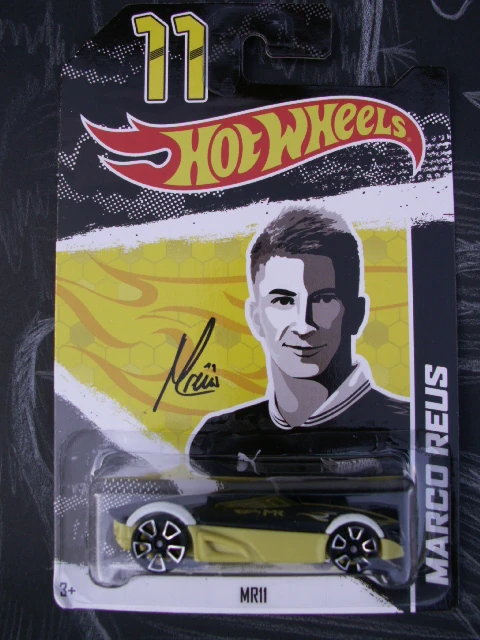 11
HOT WHEELS
MARCO REUS
MR11
3+